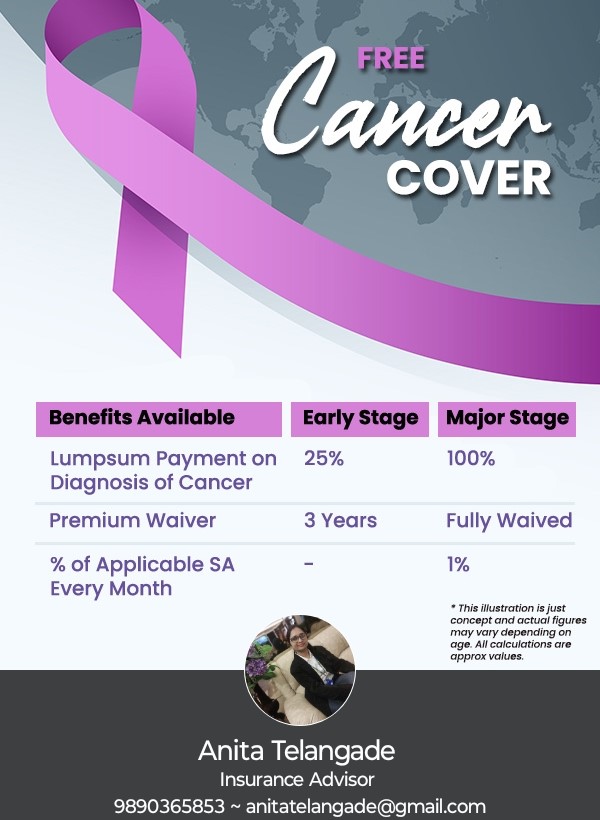 FREE
Cancer
COVER
Benefits Available Early Stage Major Stage
Lumpsum Payment on 25% 100%
Diagnosis of Cancer
Premium Waiver 3 Years Fully Waived
% of Applicable SA - 1%
Every Month
* This illustration is just
concept and actual figures
may vary depending on
age. All calculations are
approx values.
Anita Telangade
Insurance Advisor
9890365853 ~ anitatelangade@gmail.com